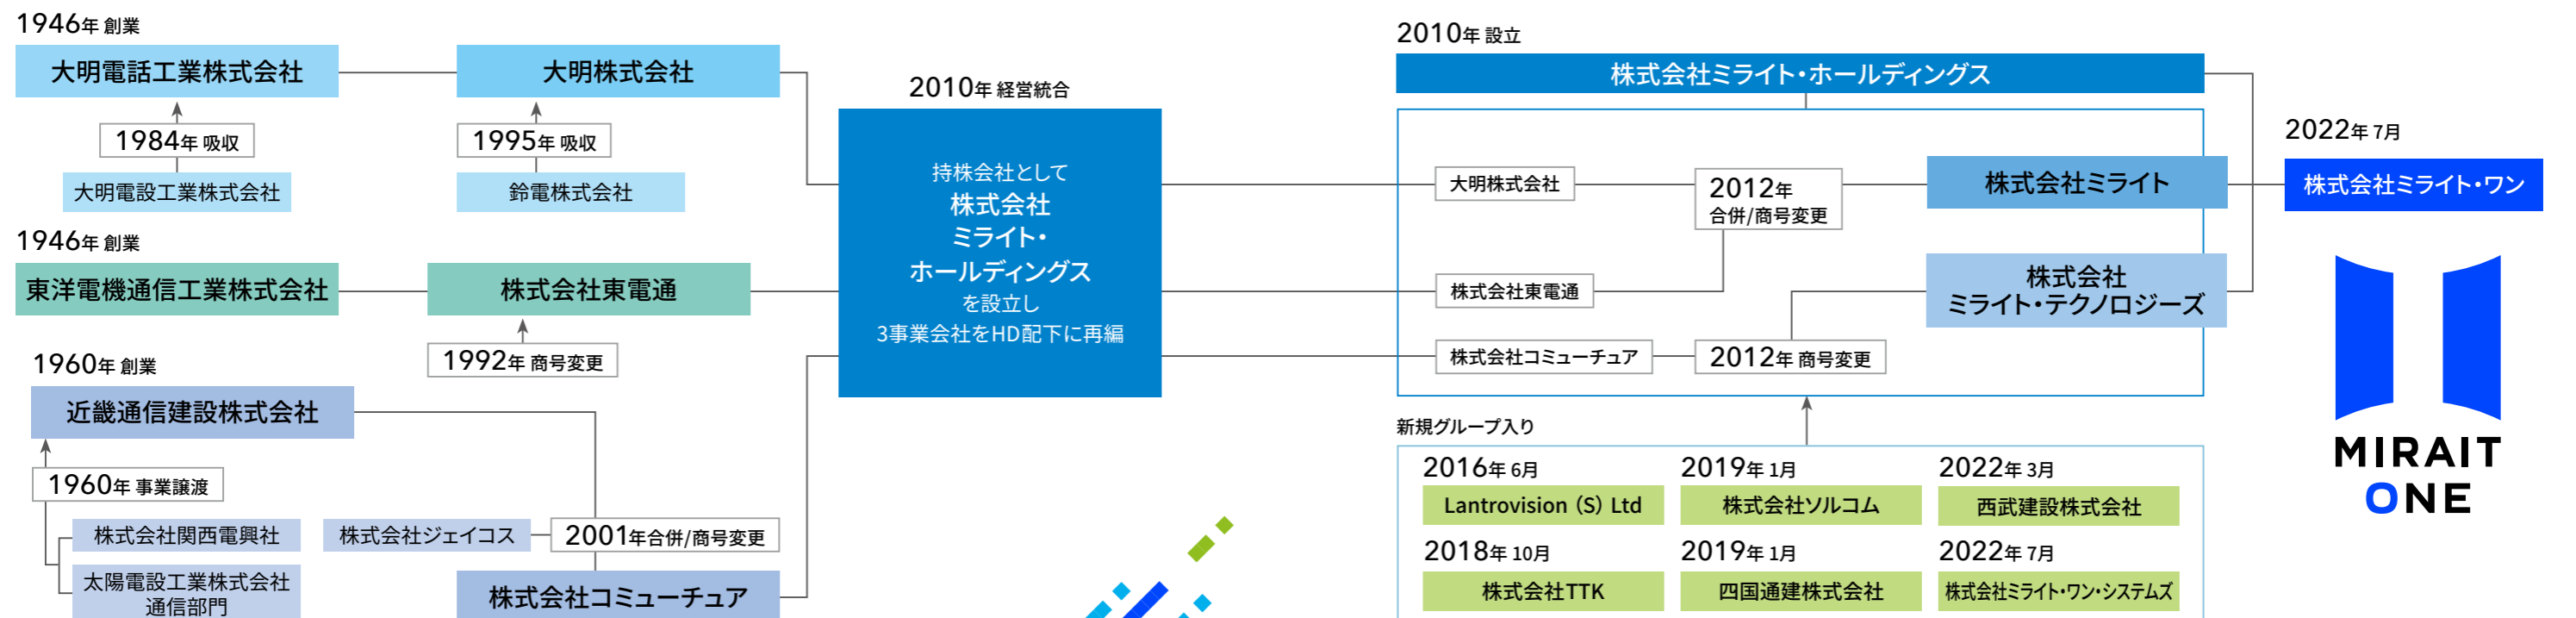 1946年 創業
大明電話工業株式会社
大明株式会社
1984年 吸収
1995年 吸収
大明電設工業株式会社
鈴電株式会社
1946年 創業
東洋電機通信工業株式会社
株式会社東電通
1992年 商号変更
1960年 創業
近畿通信建設株式会社
1960年 事業譲渡
株式会社関西電興社
太陽電設工業株式会社
通信部門
株式会社ジェイコス
2001年合併/商号変更
株式会社コミューチュア
2010年 経営統合
持株会社として
株式会社
ミライト・
ホールディングス
を設立し
3事業会社をHD配下に再編
2010年 設立
株式会社ミライト・ホールディングス
大明株式会社
2012年
合併/商号変更
株式会社ミライト
株式会社東電通
株式会社
ミライト・テクノロジーズ
株式会社コミューチュア
2012年 商号変更
新規グループ入り
2016年 6月
Lantrovision (S) Ltd
2019年 1月
株式会社ソルコム
2022年 3月
西武建設株式会社
2018年 10月
株式会社TTK
2019年 1月
四国通建株式会社
2022年 7月
株式会社ミライト・ワン・システムズ
2022年 7月
株式会社ミライト・ワン
MIRAIT
ONE